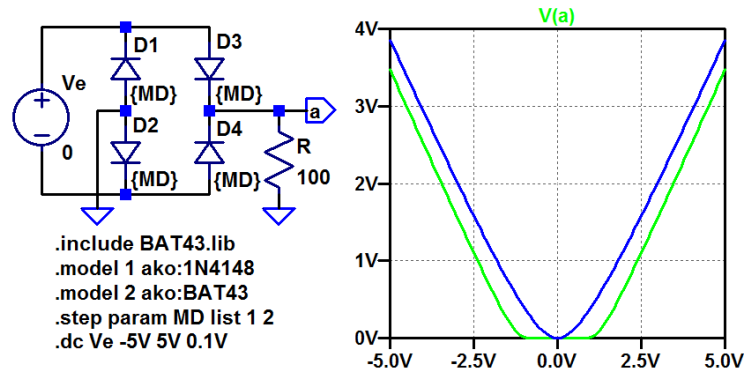 V(a)
D1
D3
Ve
{MD}
{MD}
D2
D4
a
R
0
{MD}
{MD}
100
.include BAT43.lib
.model 1 ako:1N4148
.model 2 ako:BAT43
.step param MD list 1 2
.dc Ve -5V 5V 0.1V
4V
3V
2V
1V
0V
-5.0V
-2.5V
0.0V
2.5V
5.0V